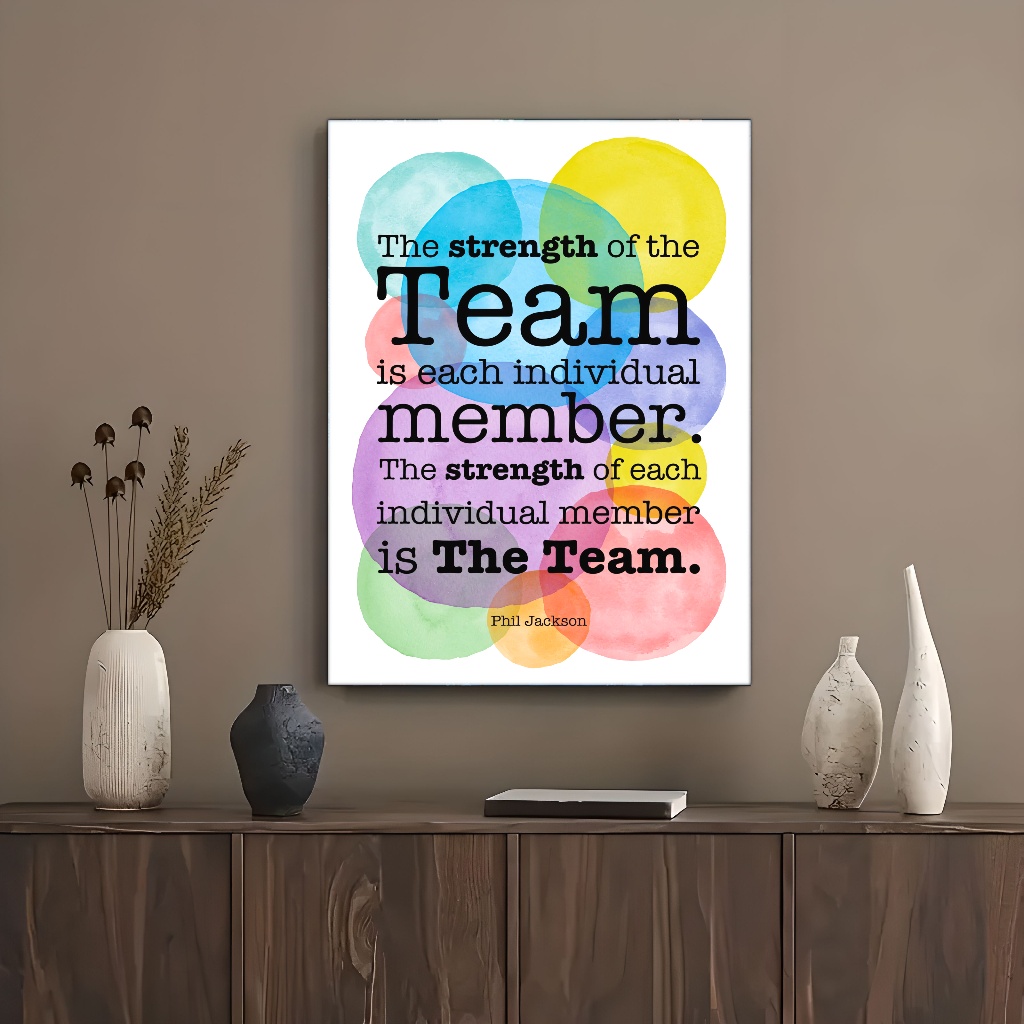 The strength of the
Team
is each individual
member.
The strength of each
individual member
is The Team.
Phil Jackson